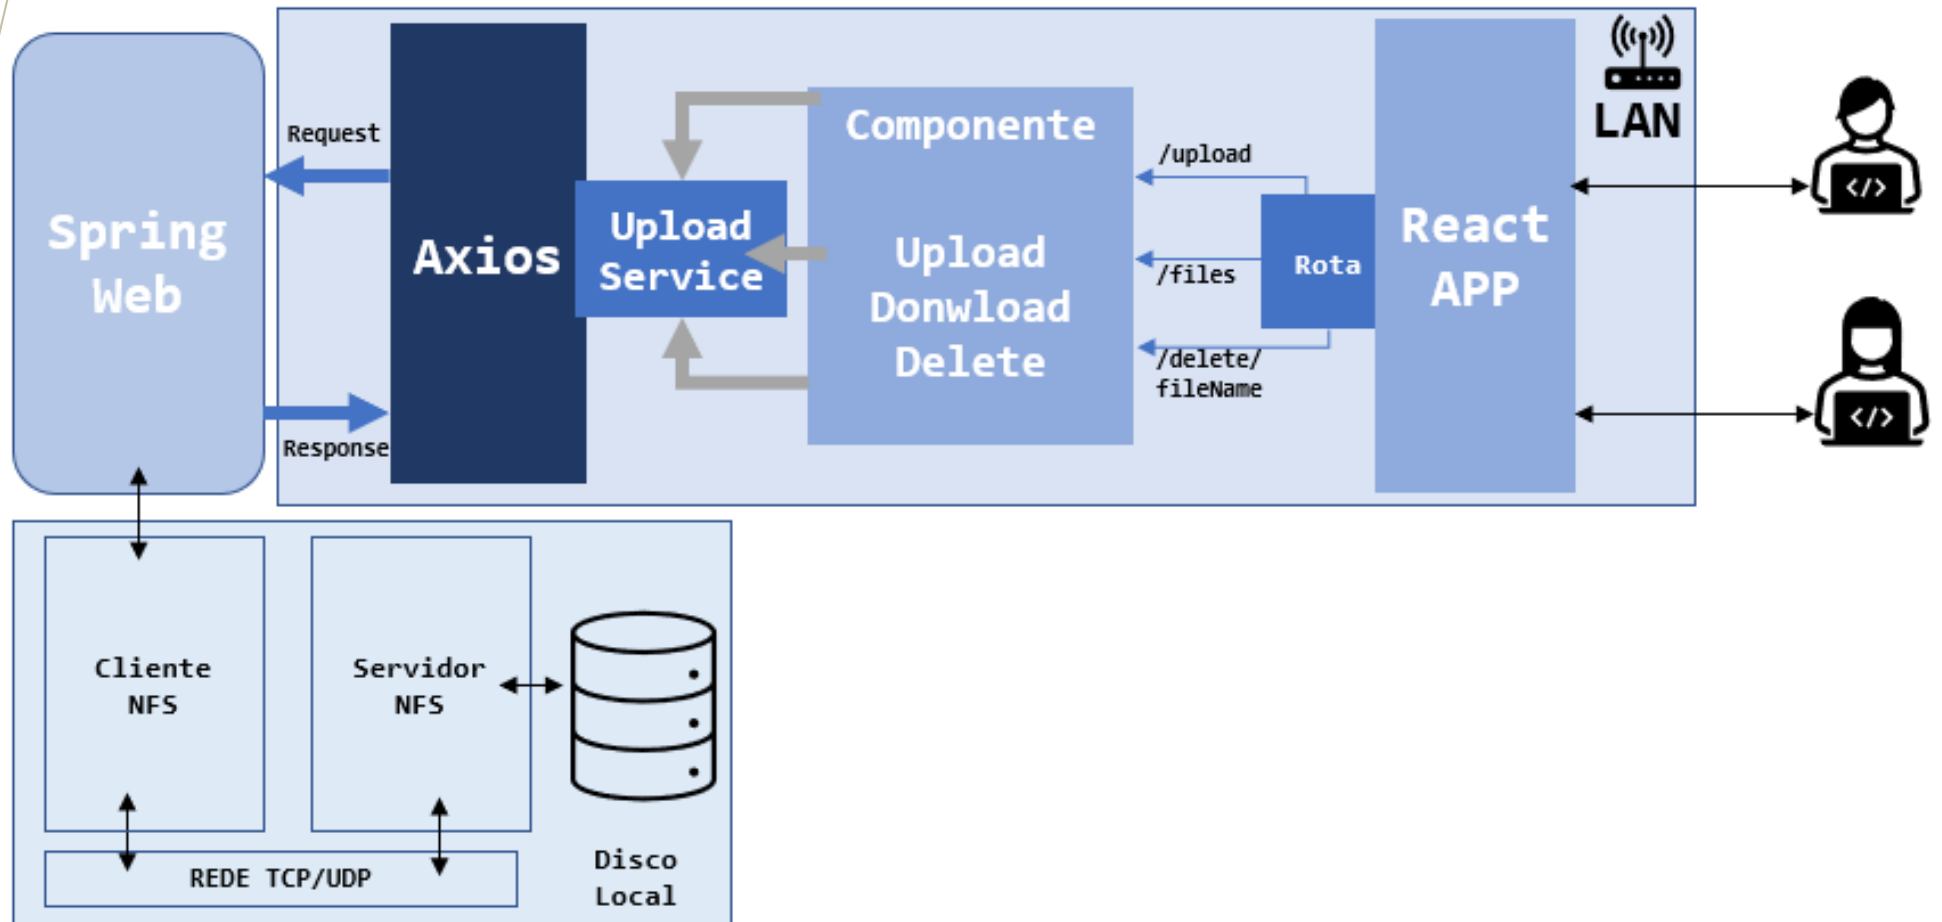 Spring
Web
Request
Response
Axios
Upload
Service
Componente
Upload
Donwload
Delete
/upload
/files
/delete/
fileName
Rota
React
APP
LAN
</>
</>
Cliente
NFS
Servidor
NFS
REDE TCP/UDP
Disco
Local